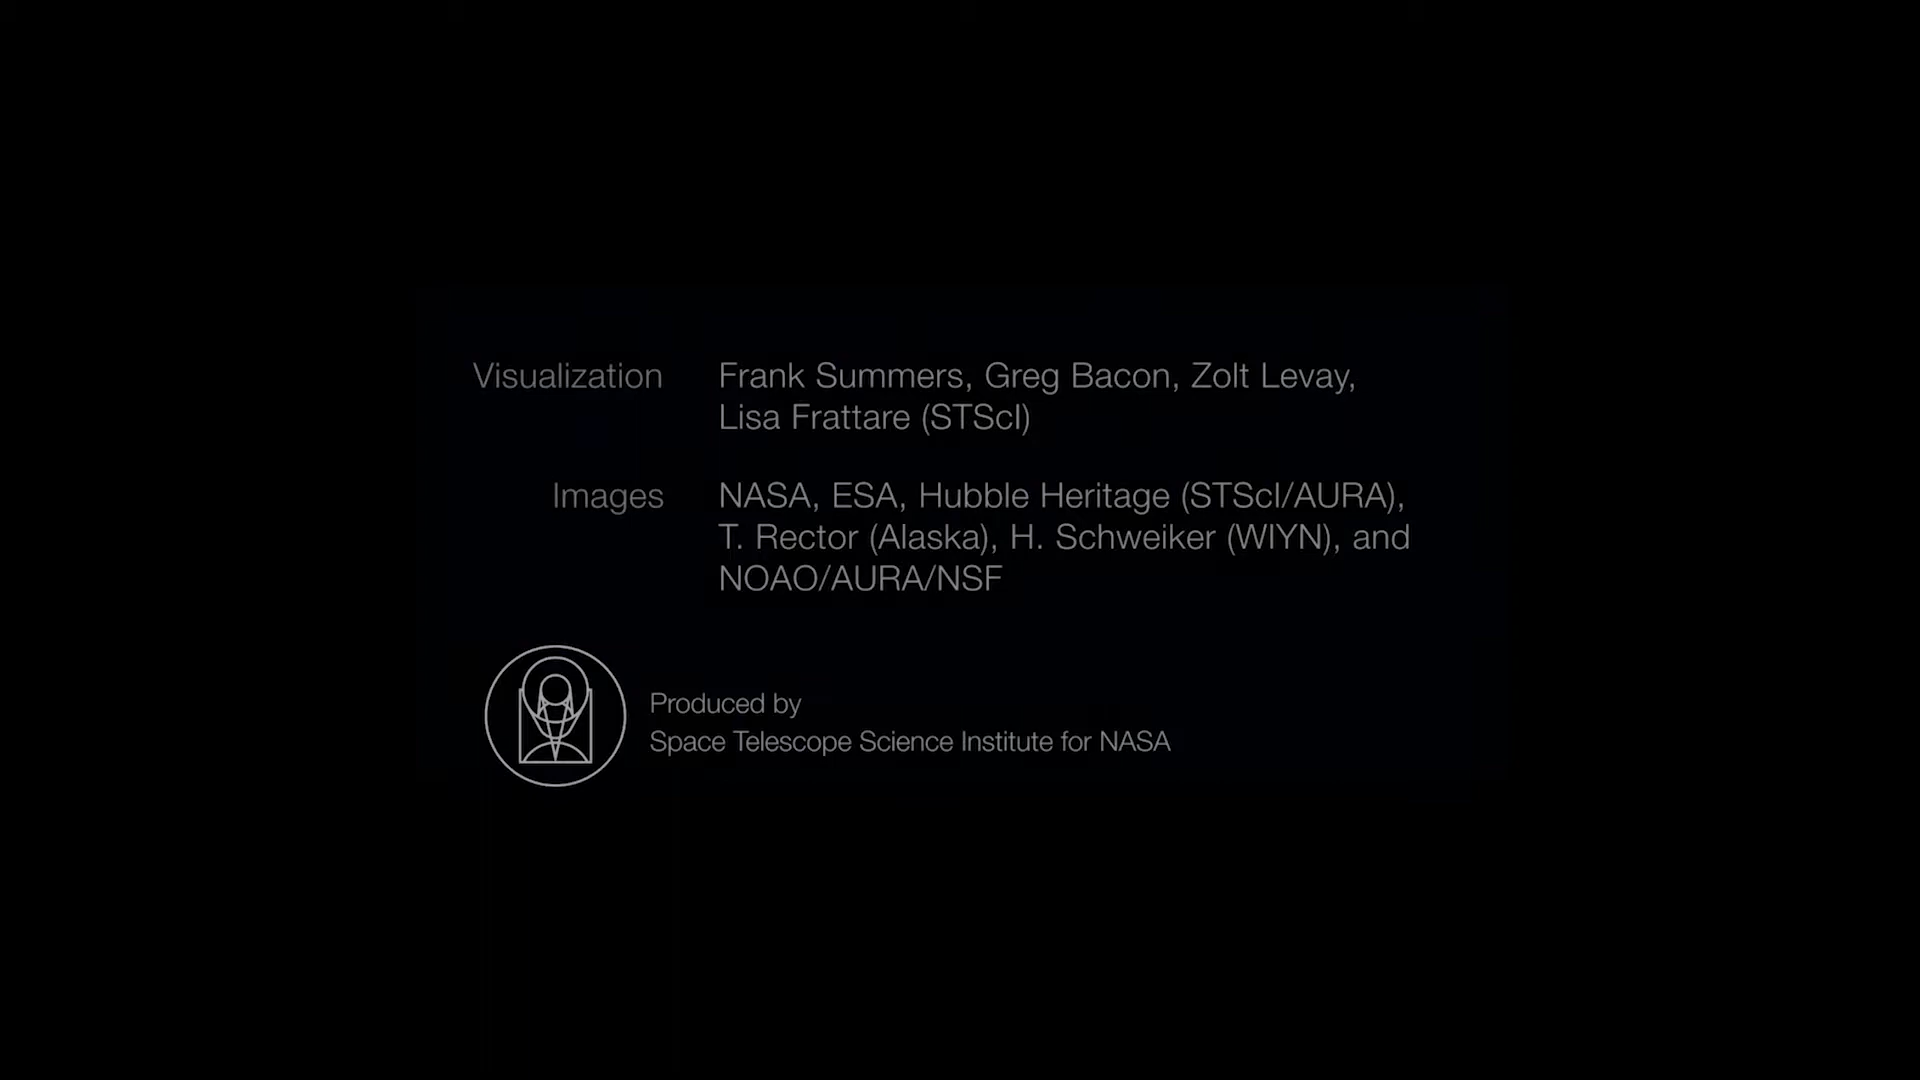 Visualization Frank Summers, Greg Bacon, Zolt Levay,
Lisa Frattare (STScI)
Images NASA, ESA, Hubble Heritage (STScI/AURA),
T. Rector (Alaska), H. Schweiker (WIYN), and
NOAO/AURA/NSF
Produced by
Space Telescope Science Institute for NASA